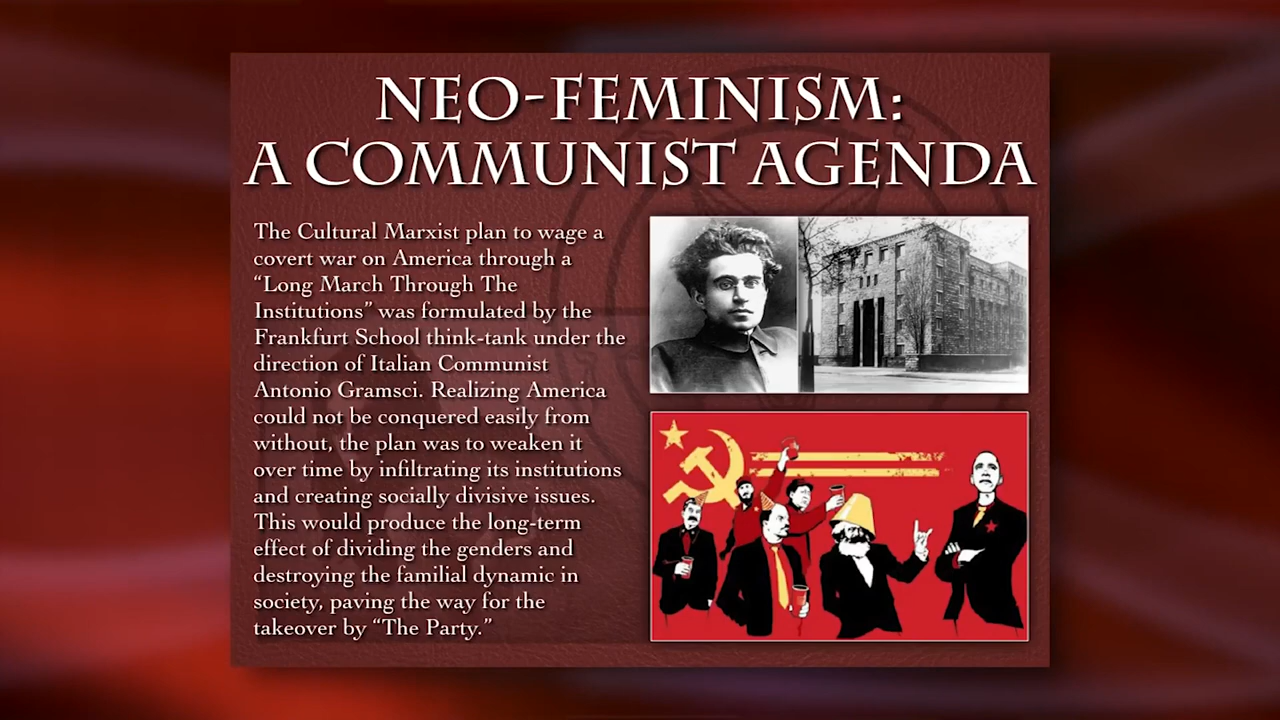 NEO-FEMINISM:
A COMMUNIST AGENDA
The Cultural Marxist plan to wage a
covert war on America through a
“Long March Through The
Institutions” was formulated by the
Frankfurt School think-tank under the
direction of Italian Communist
Antonio Gramsci. Realizing America
could not be conquered easily from
without, the plan was to weaken it
over time by infiltrating its institutions
and creating socially divisive issues.
This would produce the long-term
effect of dividing the genders and
destroying the familial dynamic in
society, paving the way for the
takeover by “The Party.”